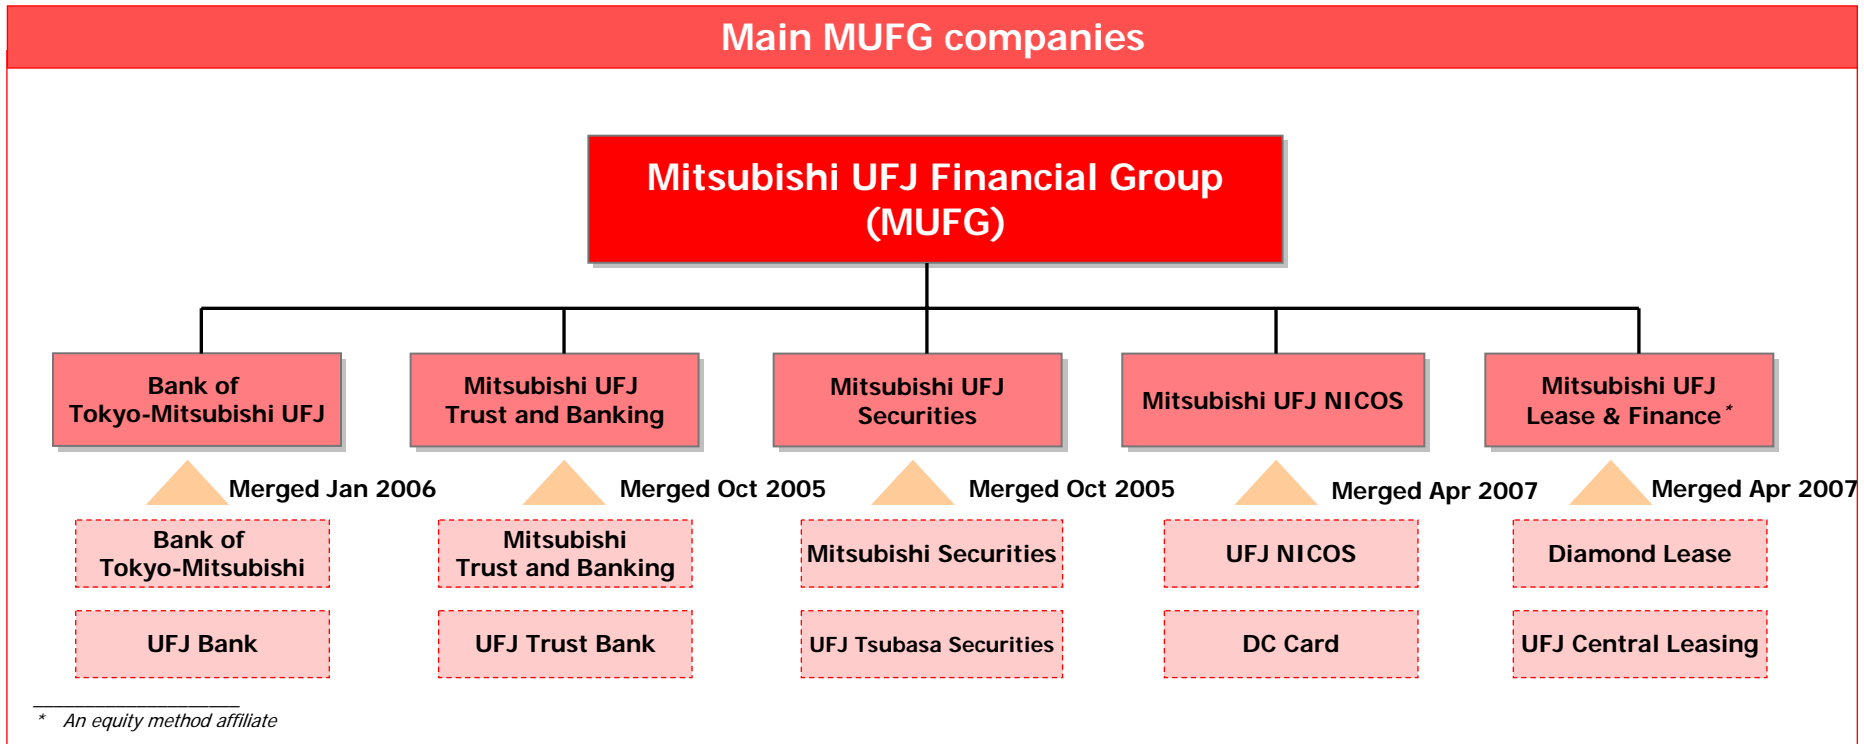 Main MUFG companies
Mitsubishi UFJ Financial Group
(MUFG)
Bank of
Tokyo-Mitsubishi UFJ
Mitsubishi UFJ
Trust and Banking
Mitsubishi UFJ
Securities
Mitsubishi UFJ NICOS
Mitsubishi UFJ
Lease & Finance*
Merged Jan 2006
Merged Oct 2005
Merged Oct 2005
Merged Apr 2007
Merged Apr 2007
Bank of
Tokyo-Mitsubishi
Mitsubishi
Trust and Banking
Mitsubishi Securities
UFJ NICOS
Diamond Lease
UFJ Bank
UFJ Trust Bank
UFJ Tsubasa Securities
DC Card
UFJ Central Leasing
* An equity method affiliate